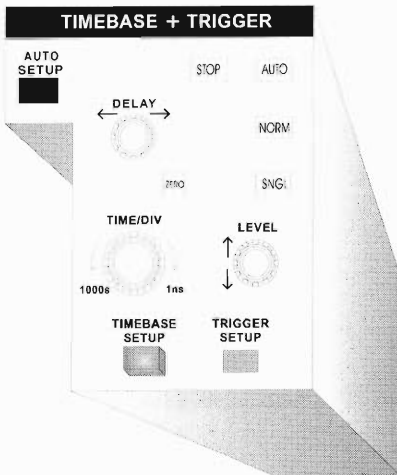 TIMEBASE + TRIGGER
AUTO
SETUP
STOP AUTO
DELAY
NORM
ZERO
SNGL
TIME/DIV
LEVEL
1000s 1ns
TIMEBASE
SETUP
TRIGGER
SETUP